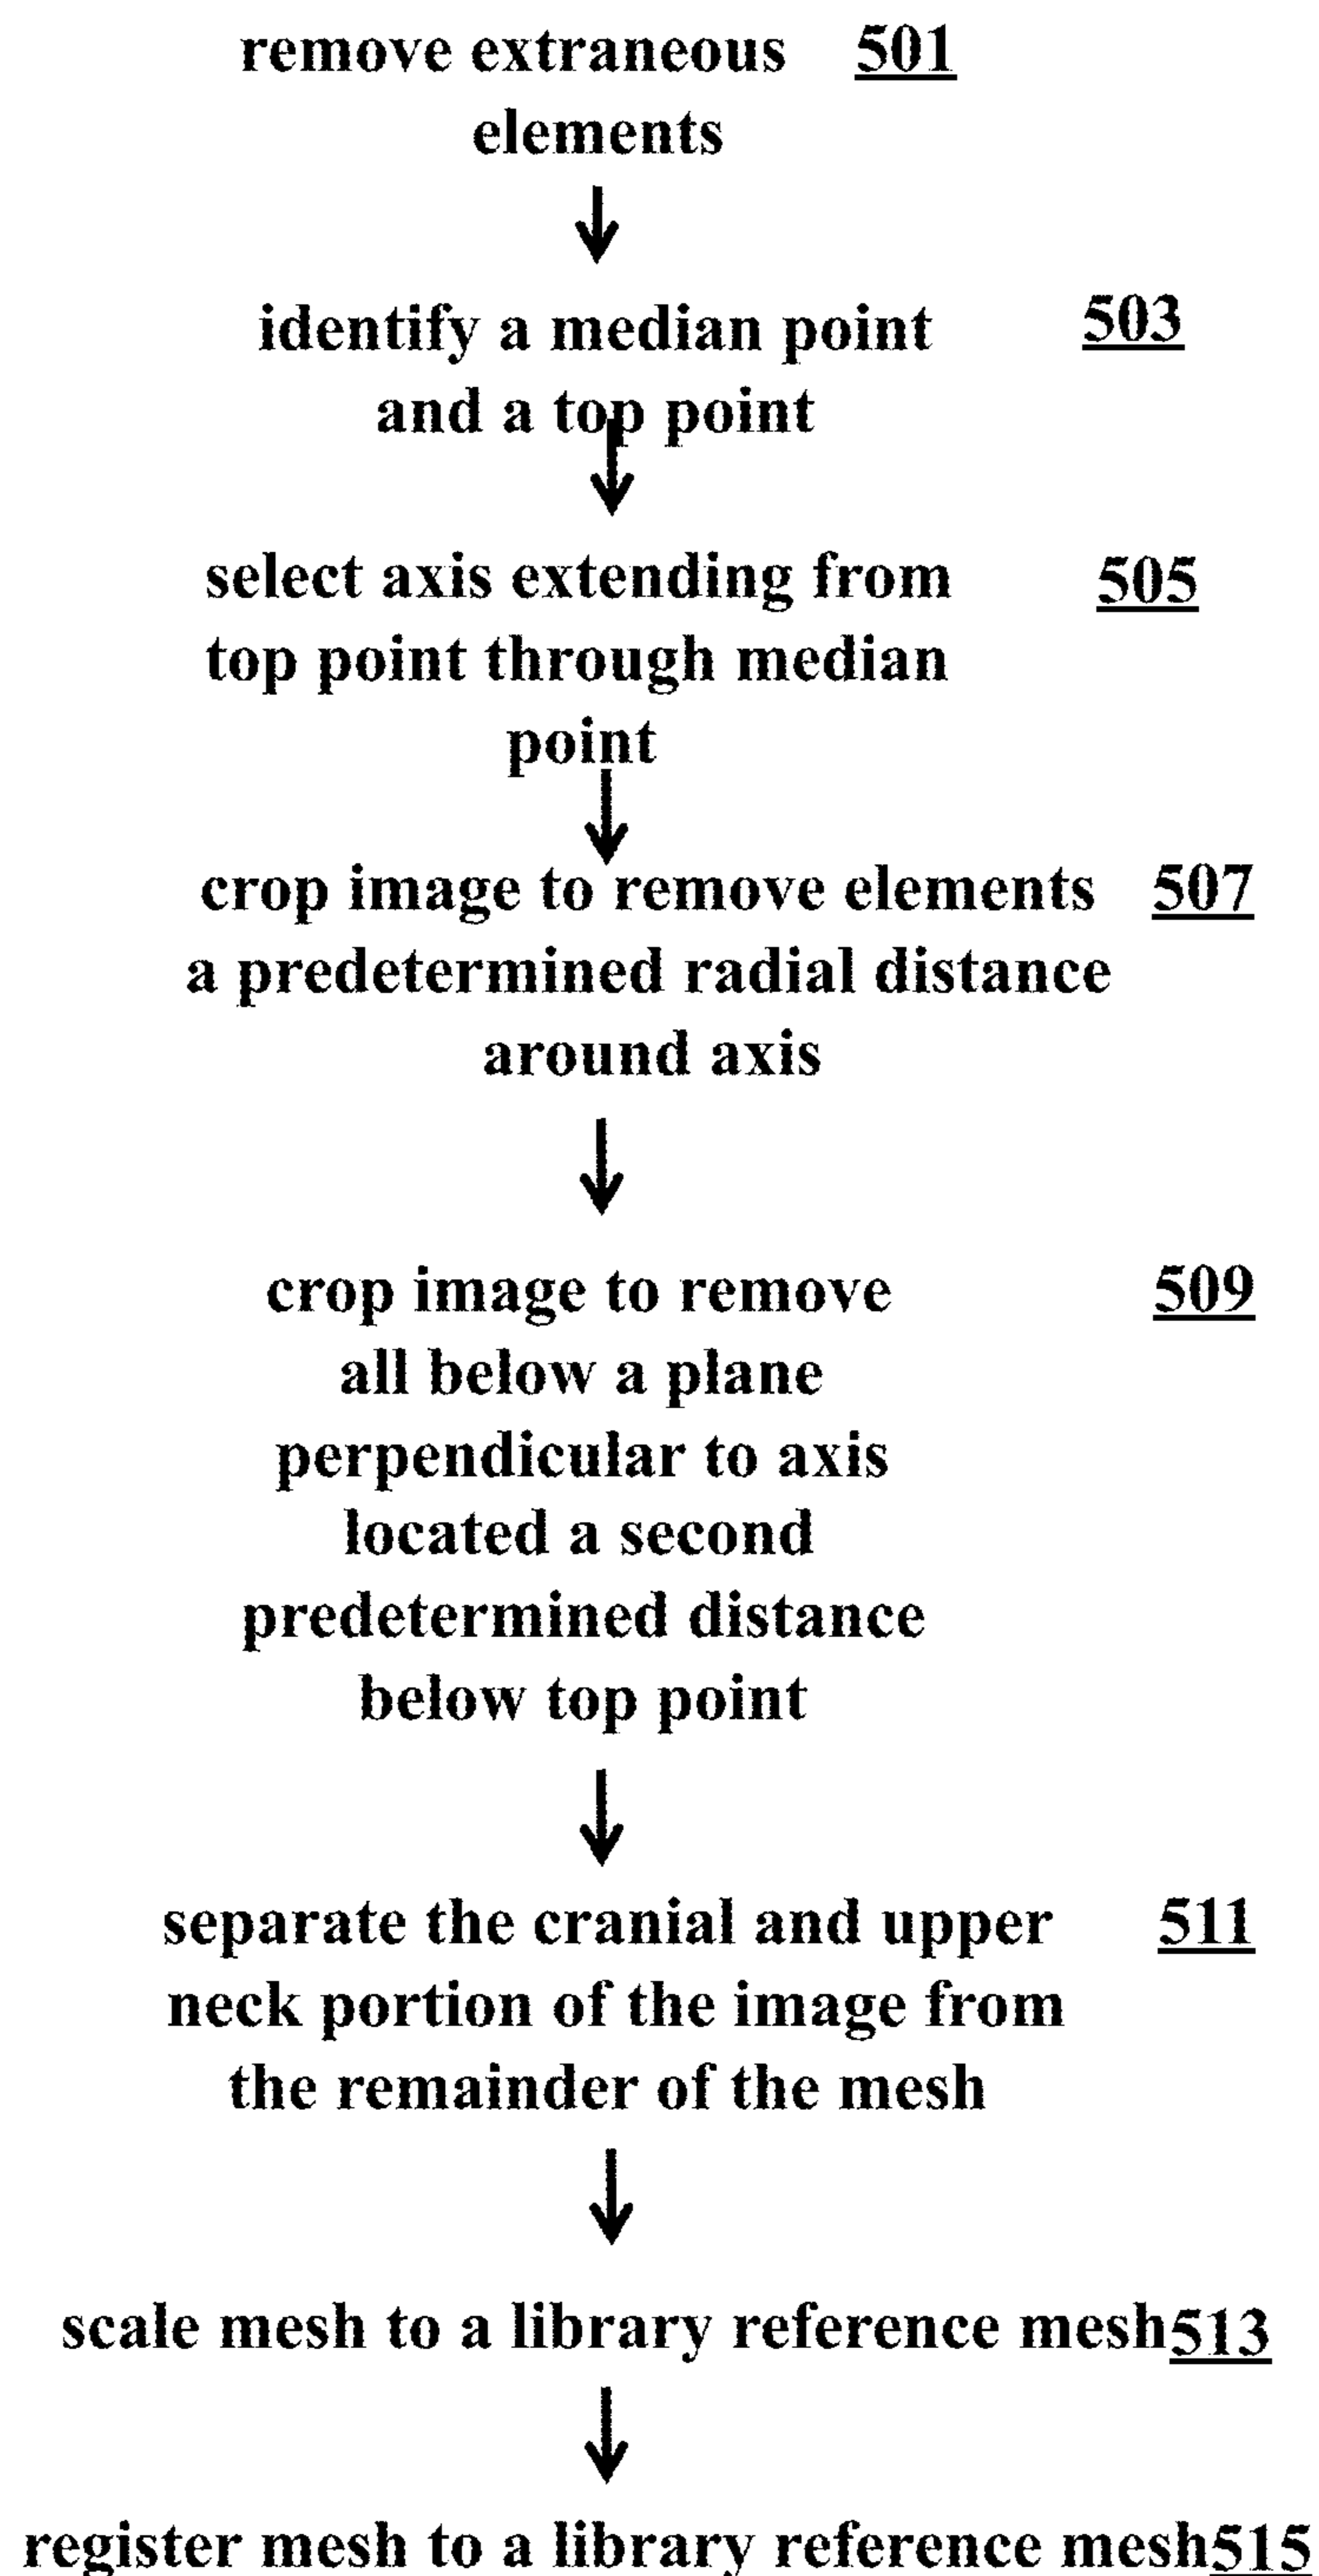 remove extraneous 501
elements
identify a median point 503
and a top point
select axis extending from 505
top point through median
point
crop image to remove elements 507
a predetermined radial distance
around axis
crop image to remove 509
all below a plane
perpendicular to axis
located a second
predetermined distance
below top point
separate the cranial and upper 511
neck portion of the image from
the remainder of the mesh
scale mesh to a library reference mesh513
register mesh to a library reference mesh515